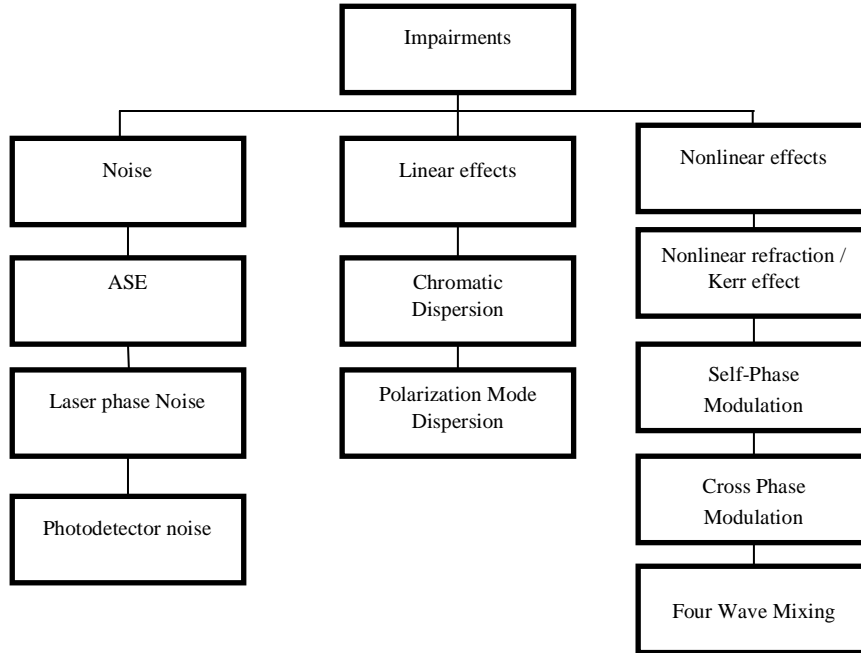 Impairments
Noise
Linear effects
Nonlinear effects
ASE
Chromatic
Dispersion
Nonlinear refraction /
Kerr effect
Laser phase Noise
Polarization Mode
Dispersion
Self-Phase
Modulation
Photodetector noise
Cross Phase
Modulation
Four Wave Mixing